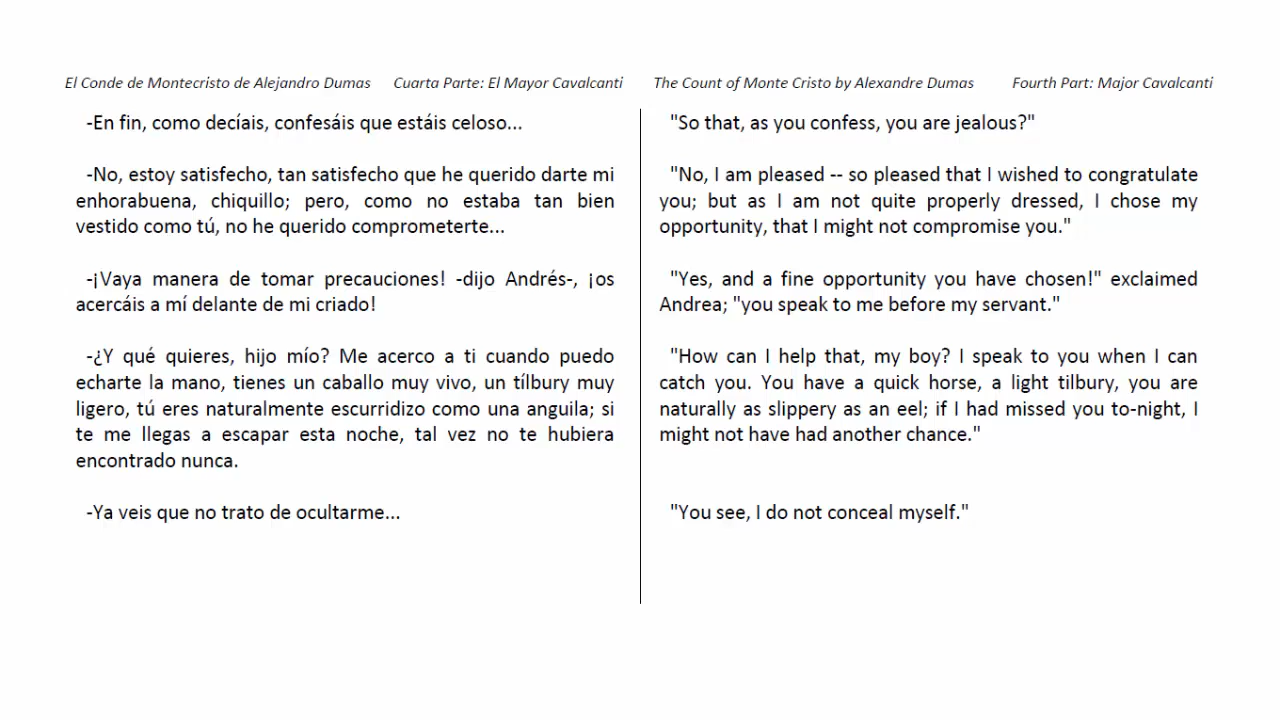 El Conde de Montecristo de Alejandro Dumas Cuarta Parte: El Mayor Cavalcanti
-En fin, como decíais, confesáis que estáis celoso...
-No, estoy satisfecho, tan satisfecho que he querido darte mi
enhorabuena, chiquillo; pero, como no estaba tan bien
vestido como tú, no he querido comprometerte...
-¡Vaya manera de tomar precauciones! -dijo Andrés-, ¡os
acercáis a mí delante de mi criado!
-¿Y qué quieres, hijo mío? Me acerco a ti cuando puedo
echarte la mano, tienes un caballo muy vivo, un tílbury muy
ligero, tú eres naturalmente escurridizo como una anguila; si
te me llegas a escapar esta noche, tal vez no te hubiera
encontrado nunca.
-Ya veis que no trato de ocultarme...
The Count of Monte Cristo by Alexandre Dumas Fourth Part: Major Cavalcanti
"So that, as you confess, you are jealous?"
"No, I am pleased -- so pleased that I wished to congratulate
you; but as I am not quite properly dressed, I chose my
opportunity, that I might not compromise you."
"Yes, and a fine opportunity you have chosen!" exclaimed
Andrea; "you speak to me before my servant."
"How can I help that, my boy? I speak to you when I can
catch you. You have a quick horse, a light tilbury, you are
naturally as slippery as an eel; if I had missed you to-night, I
might not have had another chance."
"You see, I do not conceal myself."